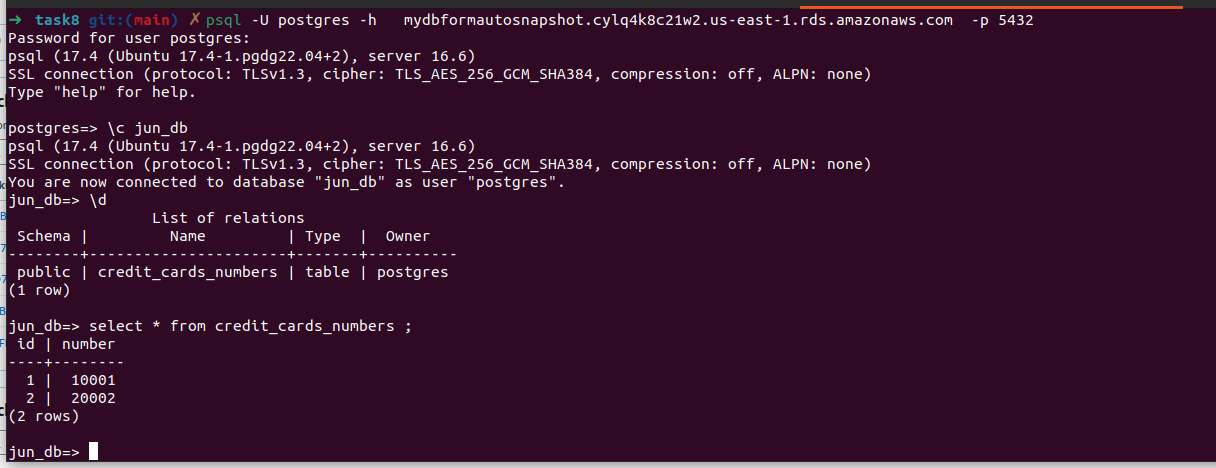 ➜ task8 git:(main) ✗ psql -U postgres -h   mydbformautosnapshot.cylq4k8c21w2.us-east-1.rds.amazonaws.com  -p 5432
Password for user postgres:
psql (17.4 (Ubuntu 17.4-1.pgdg22.04+2), server 16.6)
SSL connection (protocol: TLSv1.3, cipher: TLS_AES_256_GCM_SHA384, compression: off, ALPN: none)
Type "help" for help.

postgres=> \c jun_db
psql (17.4 (Ubuntu 17.4-1.pgdg22.04+2), server 16.6)
SSL connection (protocol: TLSv1.3, cipher: TLS_AES_256_GCM_SHA384, compression: off, ALPN: none)
You are now connected to database "jun_db" as user "postgres".
jun_db=> \d
                List of relations
 Schema |         Name         | Type  |  Owner
--------+----------------------+-------+----------
 public | credit_cards_numbers | table | postgres
(1 row)

jun_db=> select * from credit_cards_numbers ;
 id | number
----+--------
  1 |  10001
  2 |  20002
(2 rows)

jun_db=>